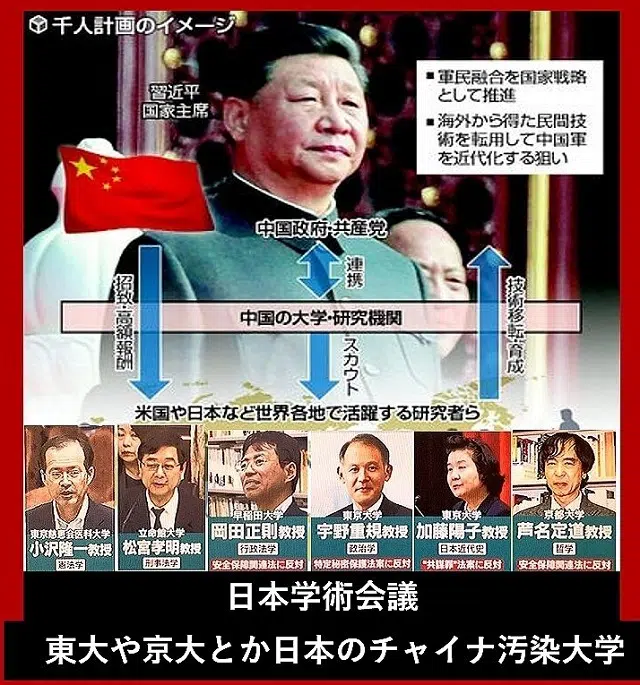 千人計画のイメージ
習近平
国家主席
■軍民融合を国家戦略
として推進
■海外から得た民間技
術を転用して中国軍
を近代化する狙い
中国政府・共産党
連携
招致・高額報酬
技術移転・育成
中国の大学・研究機関
スカウト
米国や日本など世界各地で活躍する研究者ら
東京慈恵会医科大学
小沢隆一教授
憲法学
立命館大学
松宮孝明教授
刑事法学
早稲田大学
岡田正則教授
行政法学
安全保障関連法に反対
東京大学
宇野重規教授
政治学
特定秘密保護法案に反対
東京大学
加藤陽子教授
日本近代史
"共謀罪"法案に反対
京都大学
芦名定道教授
哲学
安全保障関連法に反対
日本学術会議
東大や京大とか日本のチャイナ汚染大学